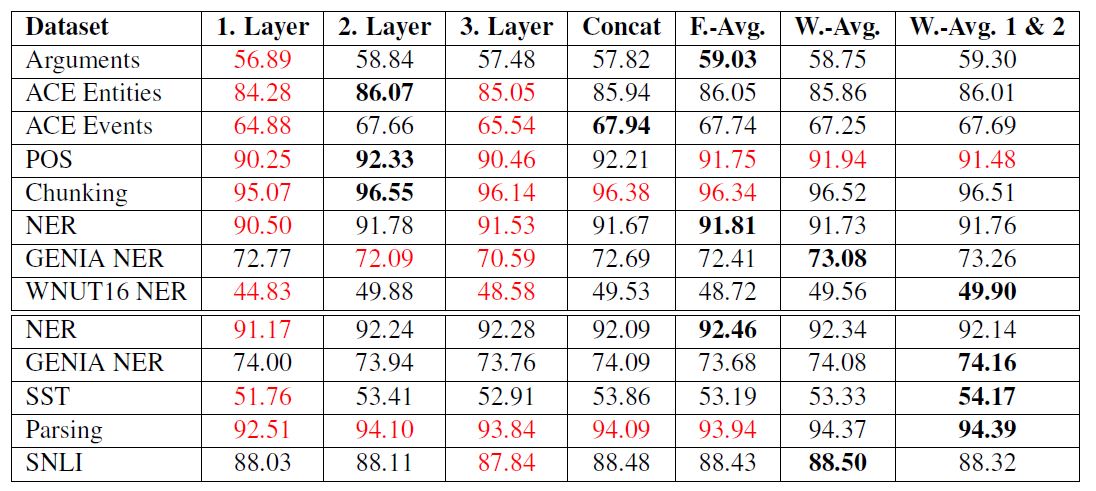 Dataset 1. Layer 2. Layer 3. Layer Concat F.-Avg. W.-Avg. W.-Avg. 1 & 2
Arguments 56.89 58.84 57.48 57.82 59.03 58.75 59.30
ACE Entities 84.28 86.07 85.05 85.94 86.05 85.86 86.01
ACE Events 64.88 67.66 65.54 67.94 67.74 67.25 67.69
POS 90.25 92.33 90.46 92.21 91.75 91.94 91.48
Chunking 95.07 96.55 96.14 96.38 96.34 96.52 96.51
NER 90.50 91.78 91.53 91.67 91.81 91.73 91.76
GENIA NER 72.77 72.09 70.59 72.69 72.41 73.08 73.26
WNUT16 NER 44.83 49.88 48.58 49.53 48.72 49.56 49.90
NER 91.17 92.24 92.28 92.09 92.46 92.34 92.14
GENIA NER 74.00 73.94 73.76 74.09 73.68 74.08 74.16
SST 51.76 53.41 52.91 53.86 53.19 53.33 54.17
Parsing 92.51 94.10 93.84 94.09 93.94 94.37 94.39
SNLI 88.03 88.11 87.84 88.48 88.43 88.50 88.32